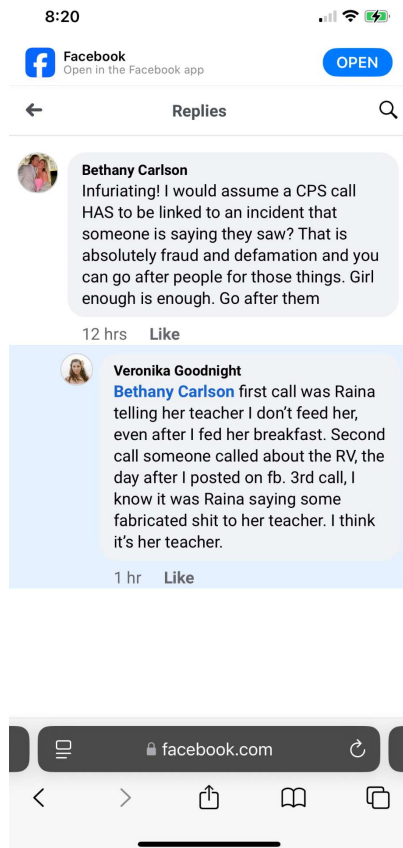 8:20
Facebook
Open in the Facebook app
OPEN
Replies
Bethany Carlson
Infuriating! I would assume a CPS call
HAS to be linked to an incident that
someone is saying they saw? That is
absolutely fraud and defamation and you
can go after people for those things. Girl
enough is enough. Go after them
12 hrs Like
Veronika Goodnight
Bethany Carlson first call was Raina
telling her teacher I don’t feed her,
even after I fed her breakfast. Second
call someone called about the RV, the
day after I posted on fb. 3rd call, I
know it was Raina saying some
fabricated shit to her teacher. I think
it’s her teacher.
1 hr Like
facebook.com